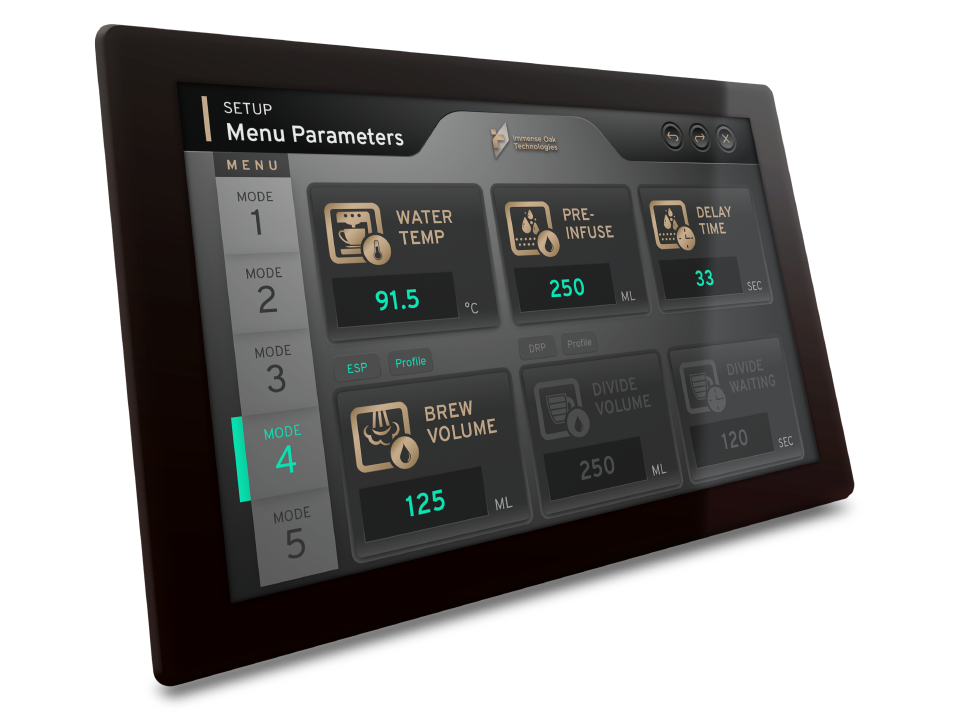 SETUP
Menu Parameters
Immense Oak
Technologies
MENU
MODE
1
MODE
2
MODE
3
MODE
4
MODE
5
WATER
TEMP
91.5
°C
PRE-
INFUSE
250
ML
DELAY
TIME
33
SEC
ESP
Profile
DRP
Profile
BREW
VOLUME
125
ML
DIVIDE
VOLUME
250
ML
DIVIDE
WAITING
120
SEC